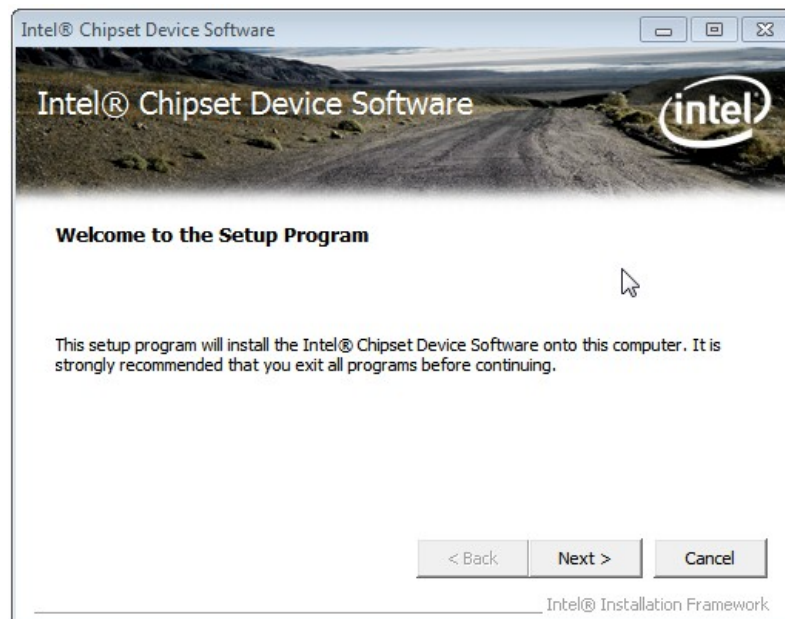 Intel® Chipset Device Software
Intel® Chipset Device Software
intel
Welcome to the Setup Program
This setup program will install the Intel® Chipset Device Software onto this computer. It is
strongly recommended that you exit all programs before continuing.
< Back Next > Cancel
Intel® Installation Framework